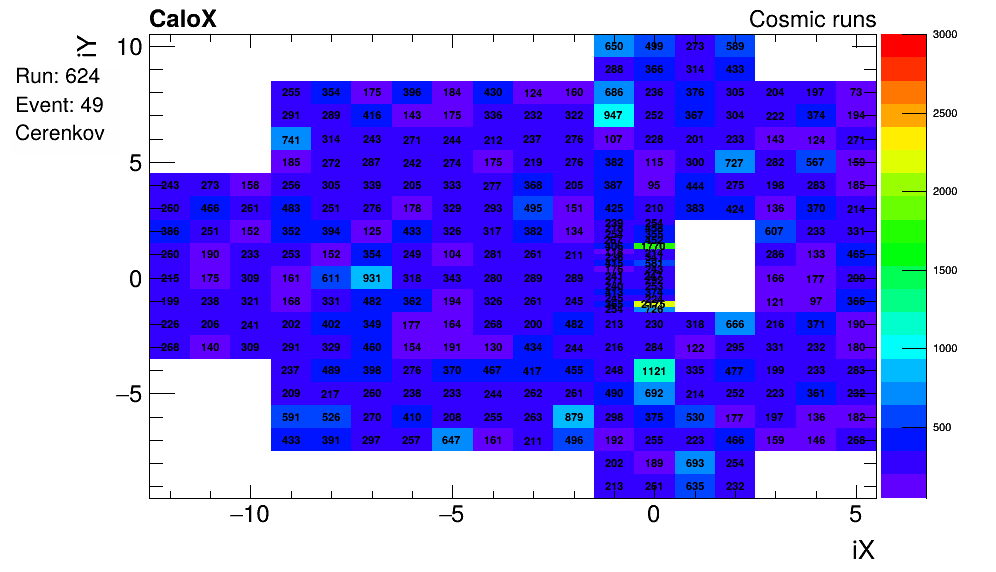 CaloX Cosmic runs
iY
Run: 624
Event: 49
Cerenkov
10 650 499 273 589 3000
288 366 314 433
255 354 175 396 184 430 124 160 686 236 376 305 204 197 73
291 289 416 143 175 336 232 322 947 252 367 304 222 374 194 2500
741 314 243 271 244 212 237 276 107 228 201 233 143 124 271
5 185 272 287 242 274 175 219 276 382 115 300 727 282 567 159
243 273 158 256 305 339 205 333 277 368 205 387 95 444 275 198 283 185 2000
260 466 261 483 251 276 178 329 293 495 151 425 210 383 424 136 370 214
386 251 152 352 394 125 433 326 317 382 134 607 233 331
260 190 233 253 152 354 249 104 281 261 211 1770 286 133 465 1500
0 215 175 309 161 611 931 316 343 280 289 269 166 177 200
199 238 321 168 331 482 362 194 326 261 245 2175 121 97 366
254 726
226 206 241 202 402 349 177 164 268 200 482 213 230 318 666 216 371 190 1000
268 140 309 291 329 460 154 191 130 434 244 216 284 122 295 331 232 180
237 489 396 276 370 467 417 455 248 1121 335 477 199 233 283
−5 209 217 260 238 233 244 262 261 490 692 214 252 223 361 232
591 526 270 410 208 255 263 879 298 375 530 177 197 136 182 500
433 391 297 257 647 161 211 496 192 255 223 466 159 146 266
202 189 693 254
213 261 635 232
−10 −5 0 5
iX